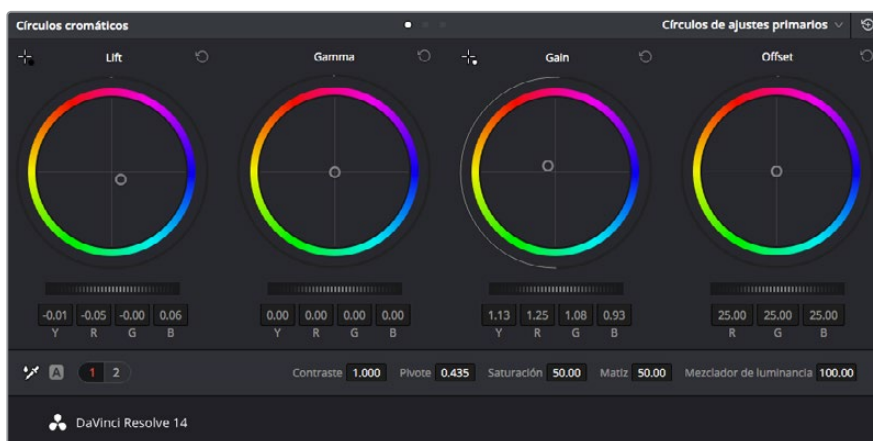 Círculos cromáticos Círculos de ajustes primarios
Lift Gamma Gain Offset
-0.01 -0.05 -0.00 0.06 0.00 0.00 0.00 0.00 1.13 1.25 1.08 0.93 25.00 25.00 25.00
Y R G B Y R G B Y R G B R G B
A 1 2 Contraste 1.000 Pivote 0.435 Saturación 50.00 Matiz 50.00 Mezclador de luminancia 100.00
DaVinci Resolve 14